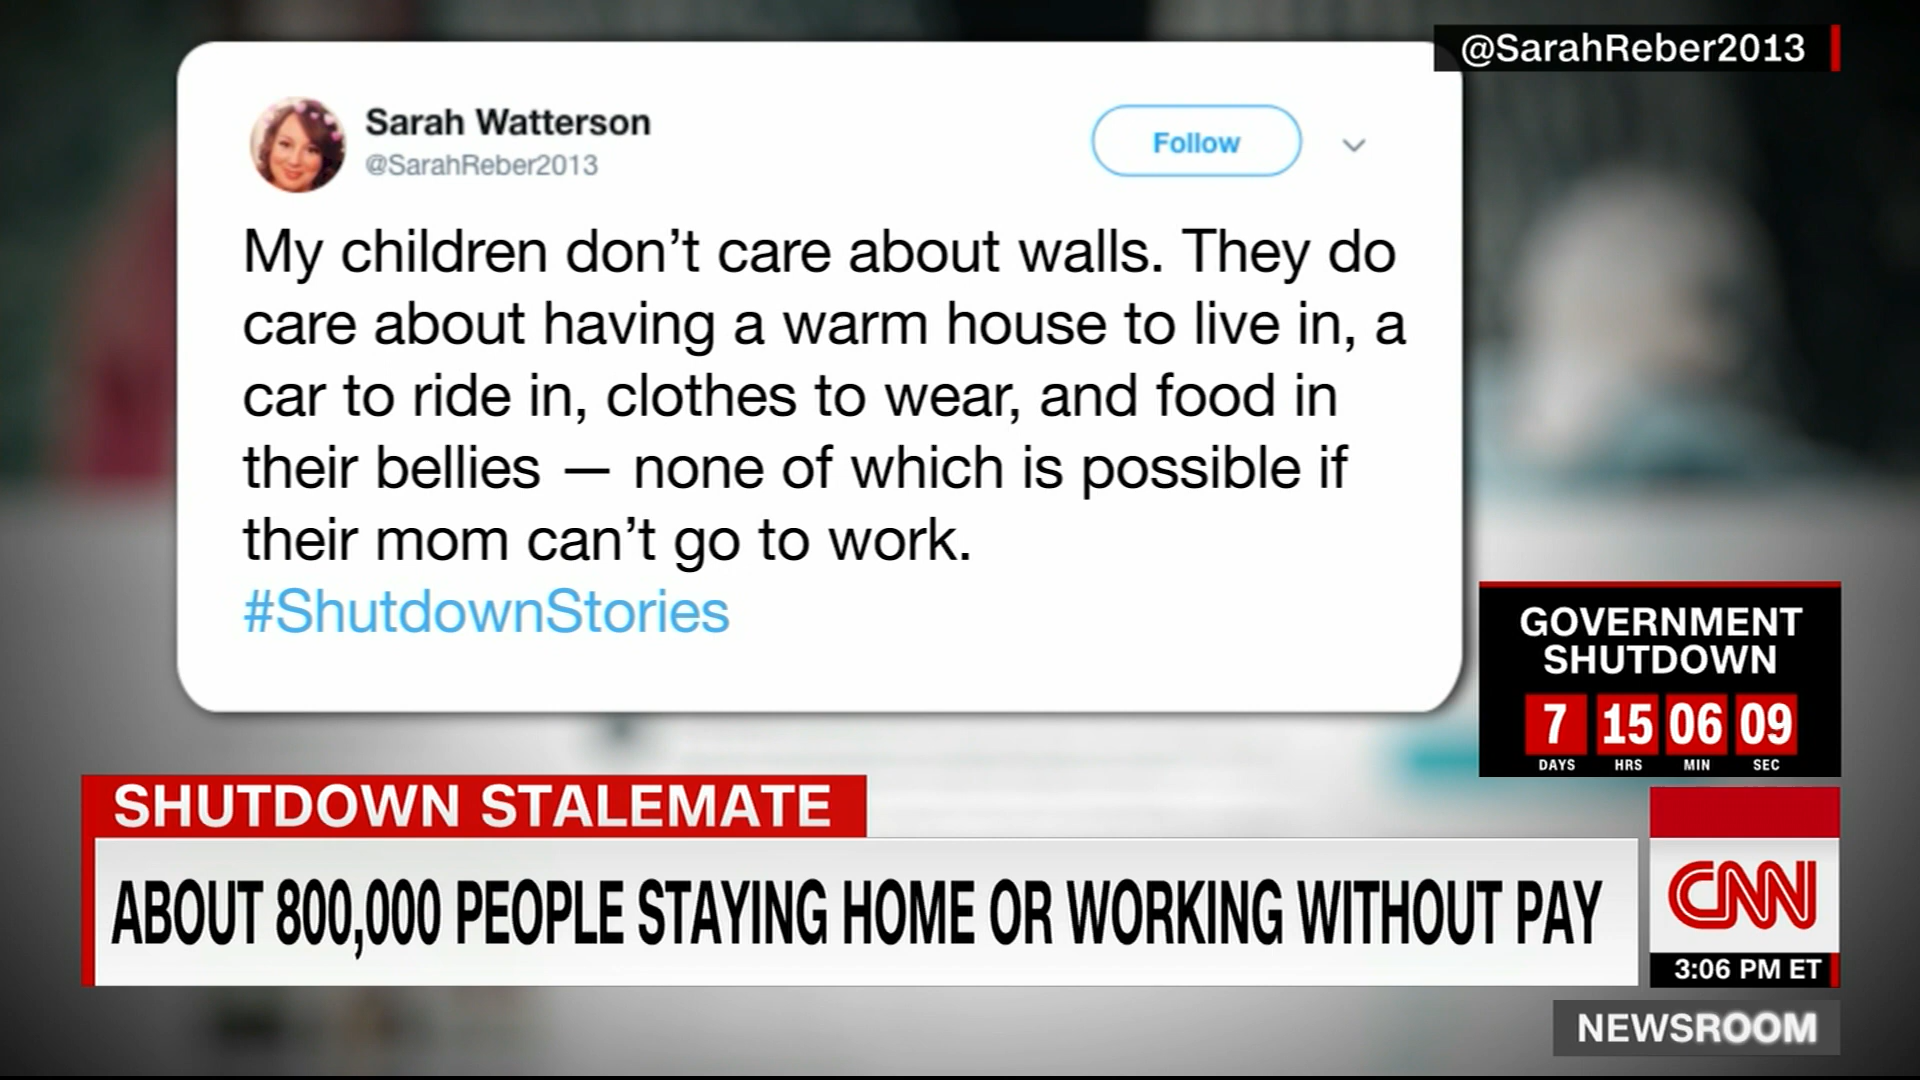 @SarahReber2013
Sarah Watterson
@SarahReber2013
Follow
My children don’t care about walls. They do
care about having a warm house to live in, a
car to ride in, clothes to wear, and food in
their bellies — none of which is possible if
their mom can’t go to work.
#ShutdownStories
GOVERNMENT
SHUTDOWN
7 15 06 09
DAYS HRS MIN SEC
SHUTDOWN STALEMATE
ABOUT 800,000 PEOPLE STAYING HOME OR WORKING WITHOUT PAY
CNN
3:06 PM ET
NEWSROOM